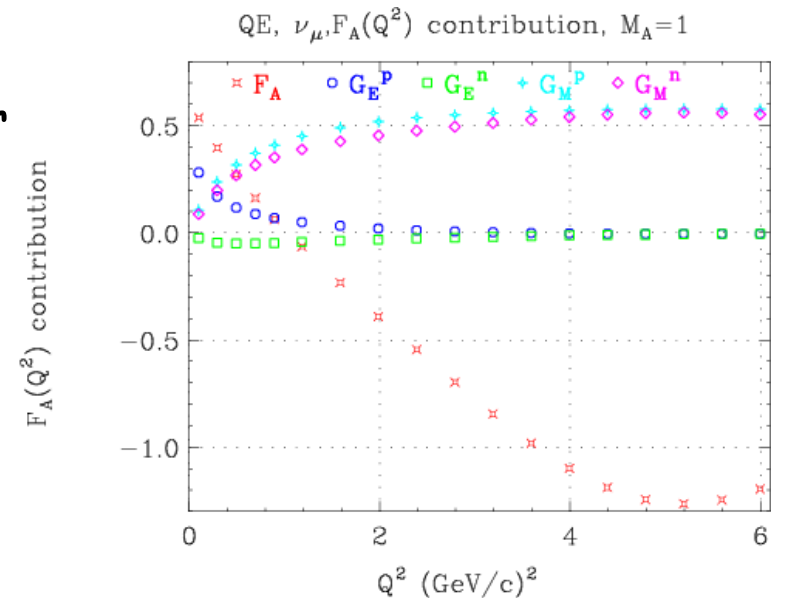 QE, ν_μ,F_A(Q²) contribution, M_A=1
F_A G_E^p G_E^n G_M^p G_M^n
n
0.5
0.0
−0.5
−1.0
F_A(Q²) contribution
0 2 4 6
Q² (GeV/c)²